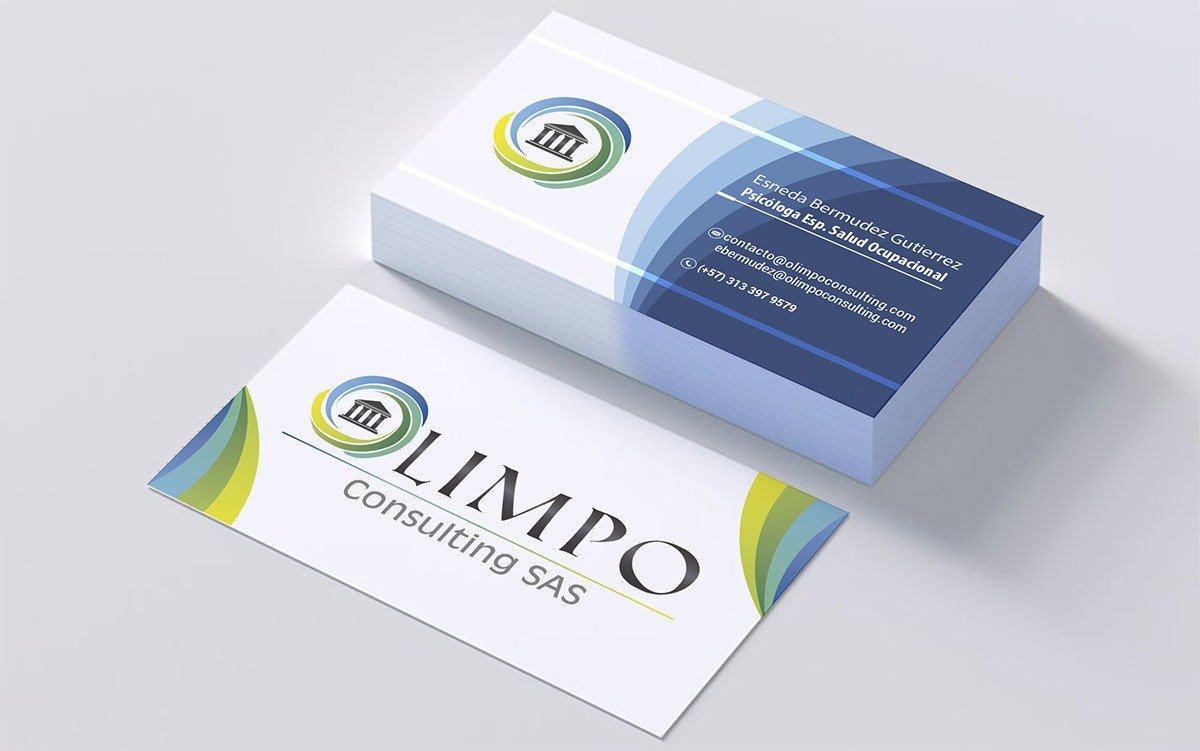 Esneda Bermudez Gutierrez
Psicóloga Esp. Salud Ocupacional
contacto@olimpoconsulting.com
ebermudez@olimpoconsulting.com
(+57) 313 397 9579
OLIMPO
Consulting SAS